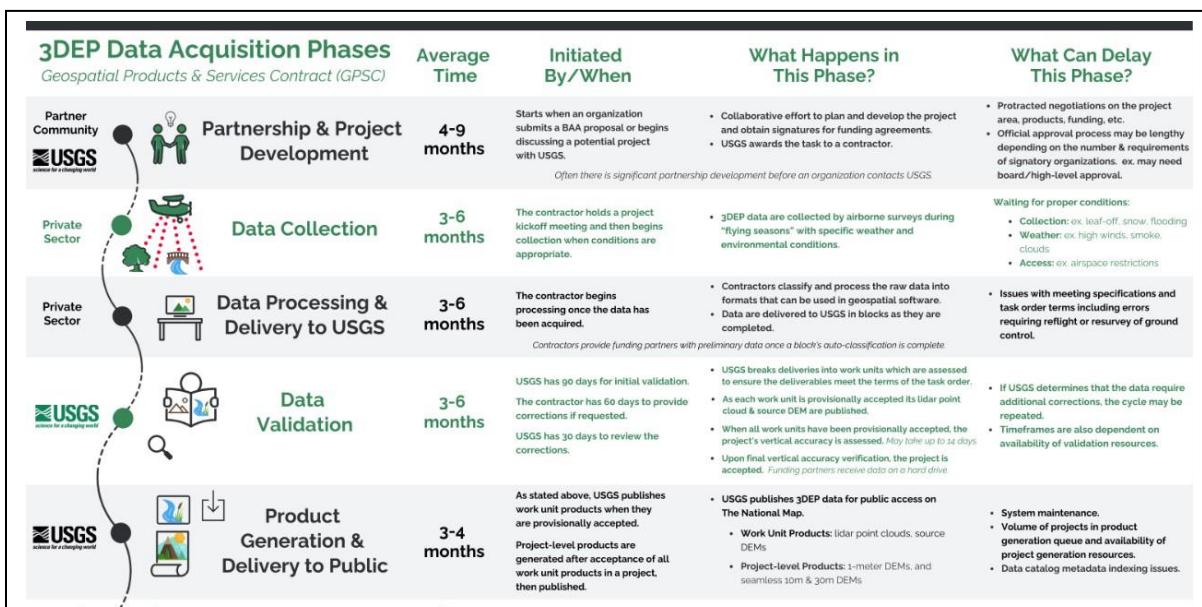 3DEP Data Acquisition Phases
Geospatial Products & Services Contract (GPSC)
Average
Time
Initiated
By/When
What Happens in
This Phase?
What Can Delay
This Phase?
Partner
Community
USGS
science for a changing world
Partnership & Project
Development
4-9
months
Starts when an organization
submits a BAA proposal or begins
discussing a potential project
with USGS.
• Collaborative effort to plan and develop the project
and obtain signatures for funding agreements.
• USGS awards the task to a contractor.
Often there is significant partnership development before an organization contacts USGS.
• Protracted negotiations on the project
area, products, funding, etc.
• Official approval process may be lengthy
depending on the number & requirements
of signatory organizations. ex. may need
board/high-level approval.
Private
Sector
Data Collection
3-6
months
The contractor holds a project
kickoff meeting and then begins
collection when conditions are
appropriate.
• 3DEP data are collected by airborne surveys during
"flying seasons" with specific weather and
environmental conditions.
Waiting for proper conditions:
• Collection: ex. leaf-off, snow, flooding
• Weather: ex. high winds, smoke,
clouds
• Access: ex. airspace restrictions
Private
Sector
Data Processing &
Delivery to USGS
3-6
months
The contractor begins
processing once the data has
been acquired.
• Contractors classify and process the raw data into
formats that can be used in geospatial software.
• Data are delivered to USGS in blocks as they are
completed.
Contractors provide funding partners with preliminary data once a block's auto-classification is complete.
• Issues with meeting specifications and
task order terms including errors
requiring reflight or resurvey of ground
control.
USGS
science for a changing world
Data
Validation
3-6
months
USGS has 90 days for initial validation.
The contractor has 60 days to provide
corrections if requested.
USGS has 30 days to review the
corrections.
• USGS breaks deliveries into work units which are assessed
to ensure the deliverables meet the terms of the task order.
• As each work unit is provisionally accepted its lidar point
cloud & source DEM are published.
• When all work units have been provisionally accepted, the
project's vertical accuracy is assessed. May take up to 14 days
• Upon final vertical accuracy verification, the project is
accepted. Funding partners receive data on a hard drive.
• If USGS determines that the data require
additional corrections, the cycle may be
repeated.
• Timeframes are also dependent on
availability of validation resources.
USGS
science for a changing world
Product
Generation &
Delivery to Public
3-4
months
As stated above, USGS publishes
work unit products when they
are provisionally accepted.
Project-level products are
generated after acceptance of all
work unit products in a project,
then published.
• USGS publishes 3DEP data for public access on
The National Map.
• Work Unit Products: lidar point clouds, source
DEMs
• Project-level Products: 1-meter DEMs, and
seamless 10m & 30m DEMs
• System maintenance.
• Volume of projects in product
generation queue and availability of
project generation resources.
• Data catalog metadata indexing issues.